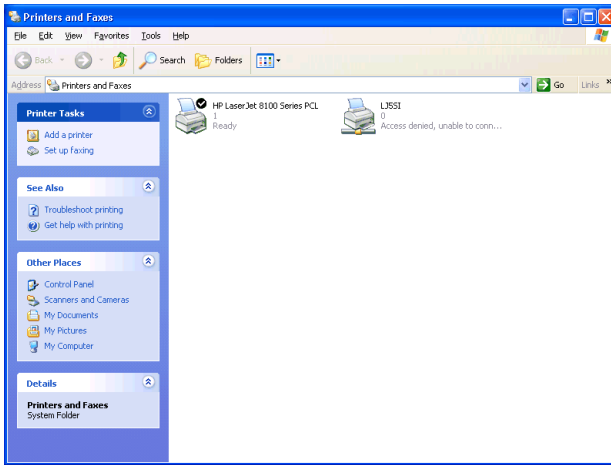 Printers and Faxes
File Edit View Favorites Tools Help
Back Search Folders
Address Printers and Faxes Go Links »
Printer Tasks
Add a printer
Set up faxing
See Also
Troubleshoot printing
Get help with printing
Other Places
Control Panel
Scanners and Cameras
My Documents
My Pictures
My Computer
Details
Printers and Faxes
System Folder
HP LaserJet 8100 Series PCL
1
Ready
LJ5SI
0
Access denied, unable to conn...